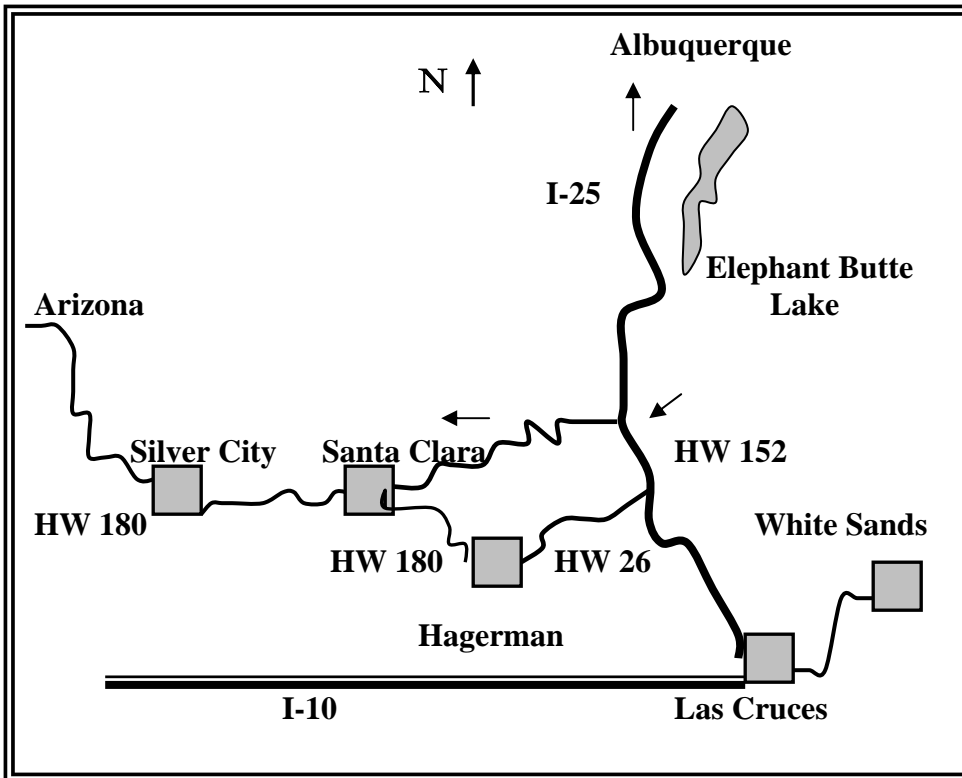 Albuquerque
N
I-25
Elephant Butte
Lake
Arizona
Silver City
Santa Clara
HW 152
HW 180
White Sands
HW 180
HW 26
Hagerman
I-10
Las Cruces